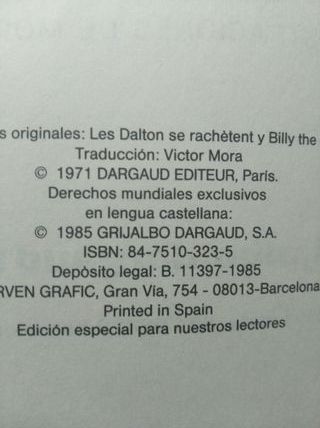 s originales: Les Dalton se rachètent y Billy the
Traducción: Victor Mora
© 1971 DARGAUD EDITEUR, París.
Derechos mundiales exclusivos
en lengua castellana:
© 1985 GRIJALBO DARGAUD, S.A.
ISBN: 84-7510-323-5
Depòsito legal: B. 11397-1985
RVEN GRAFIC, Gran Via, 754 - 08013-Barcelona
Printed in Spain
Edición especial para nuestros lectores